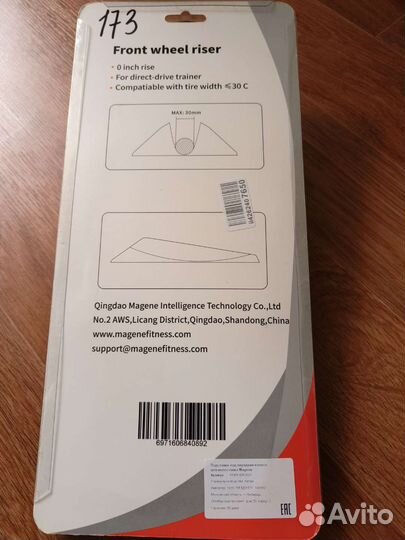 173
Front wheel riser
• 0 inch rise
• For direct-drive trainer
• Compatiable with tire width ⩽30 C
MAX: 30mm
UA262407650
Qingdao Magene Intelligence Technology Co.,Ltd
No.2 AWS,Licang District,Qingdao,Shandong,China
www.magenefitness.com
support@magenefitness.com
6971606840892
EAC
Avito